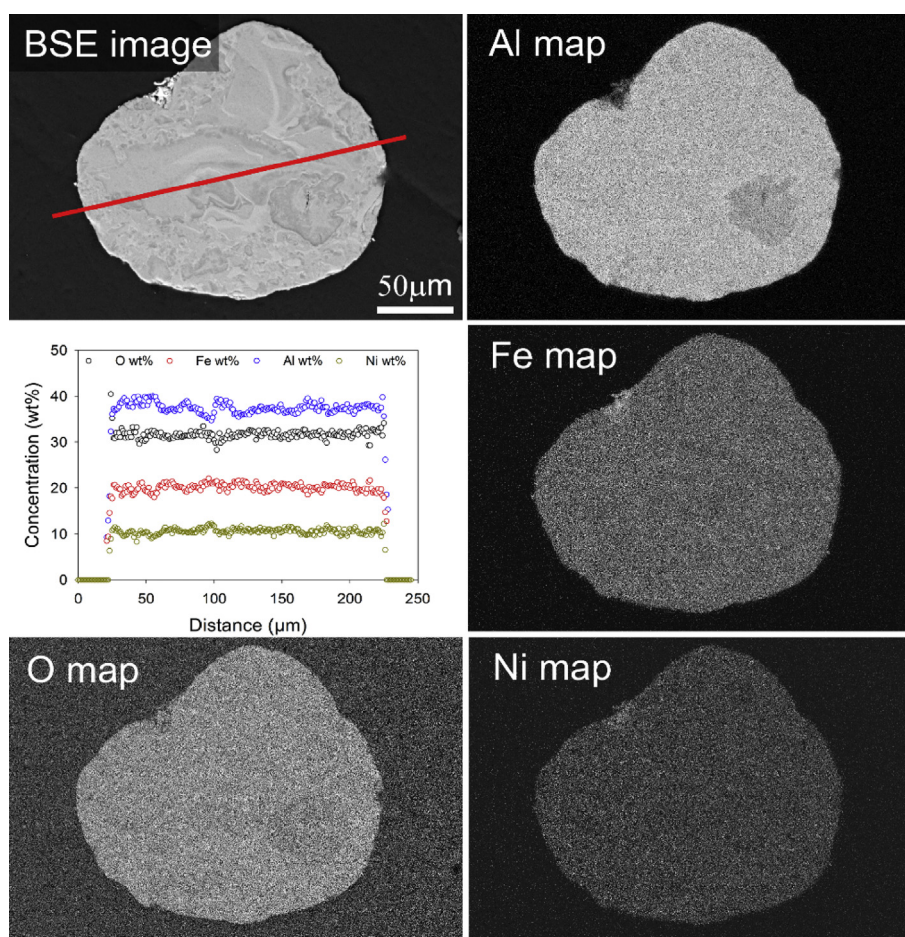 BSE image
50µm
Al map
50
40
30
20
10
0
Concentration (wt%)
O wt%
Fe wt%
Al wt%
Ni wt%
0
50
100
150
200
250
Distance (µm)
Fe map
O map
Ni map